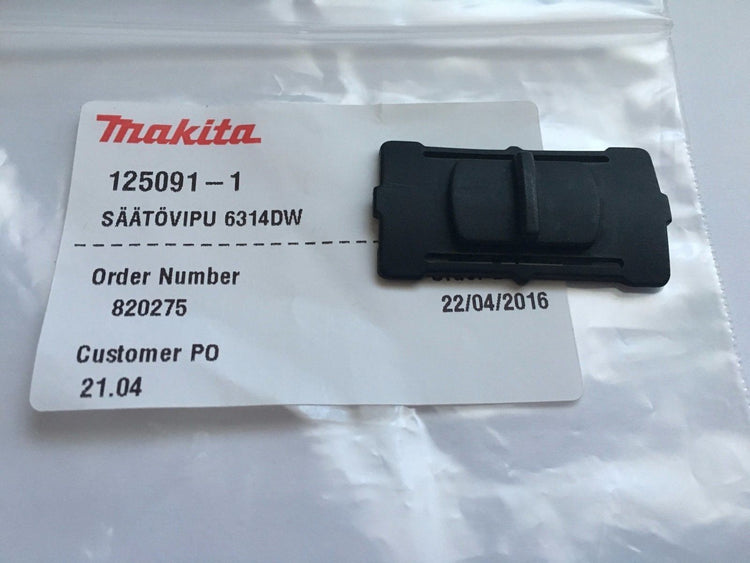 makita
125091-1
SÄÄTÖVIPU 6314DW
Order Number
820275
22/04/2016
Customer PO
21.04